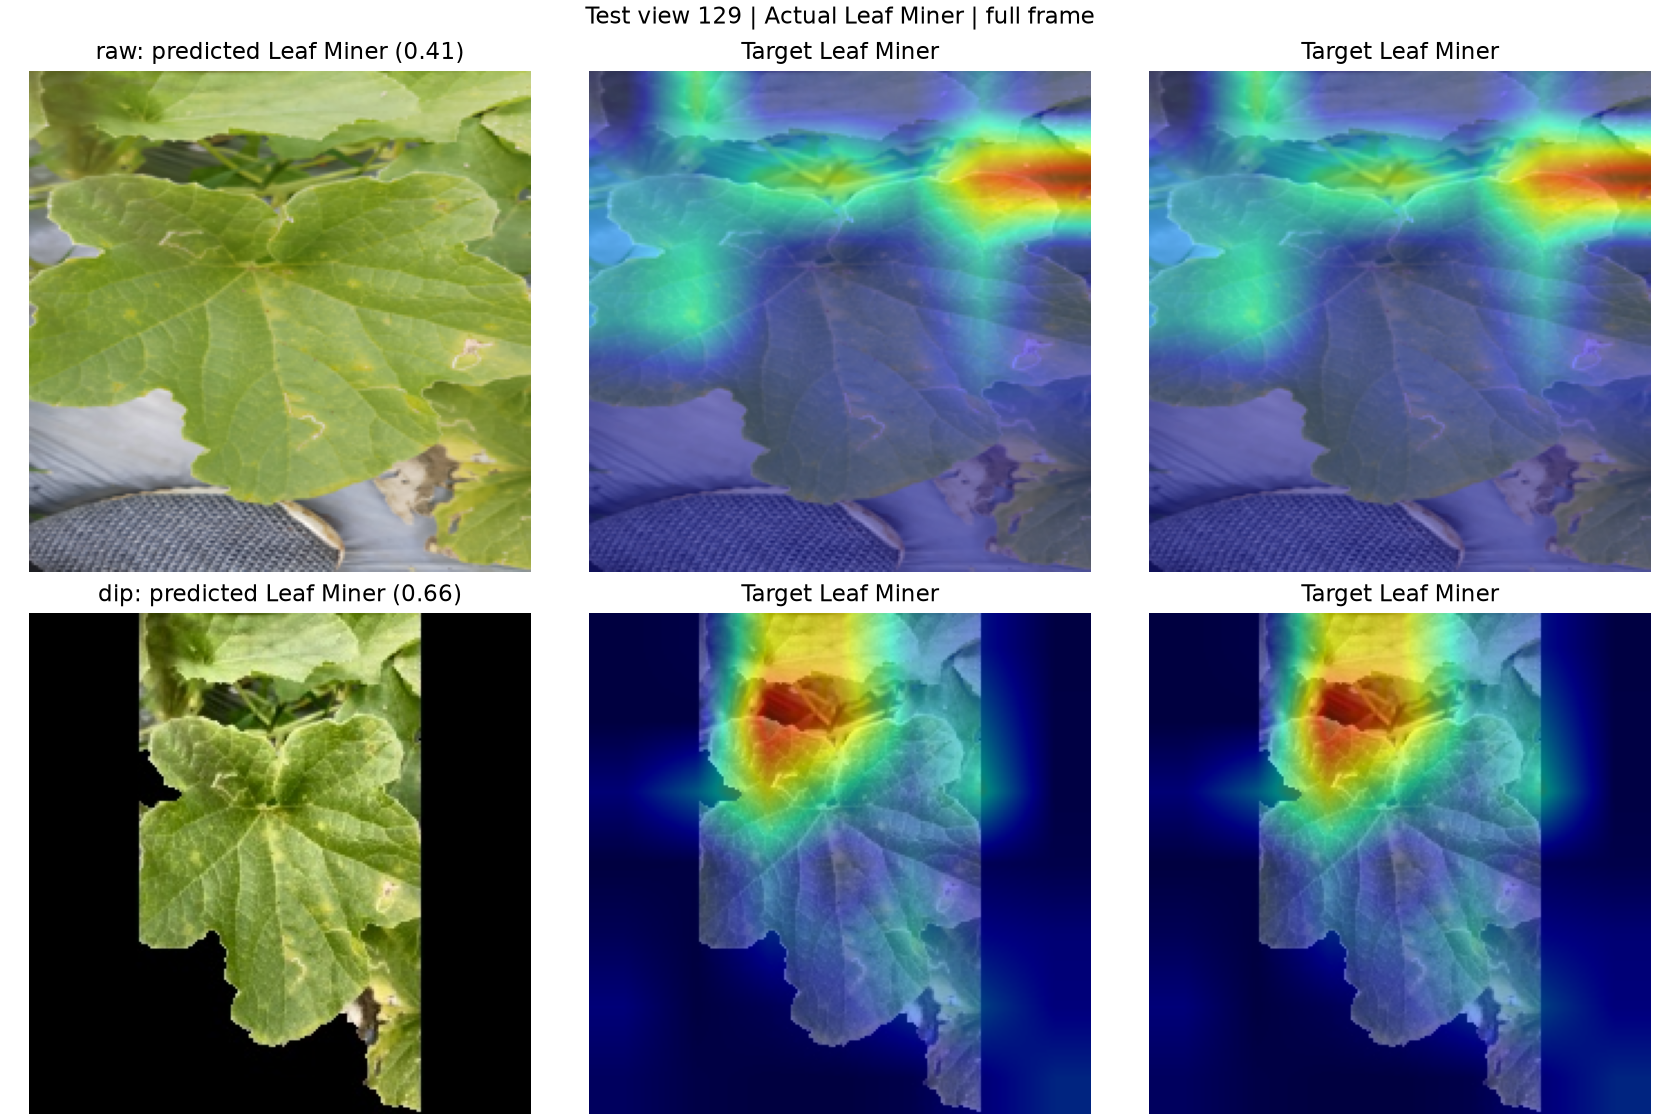 Test view 129 | Actual Leaf Miner | full frame
raw: predicted Leaf Miner (0.41)
Target Leaf Miner
Target Leaf Miner
dip: predicted Leaf Miner (0.66)
Target Leaf Miner
Target Leaf Miner